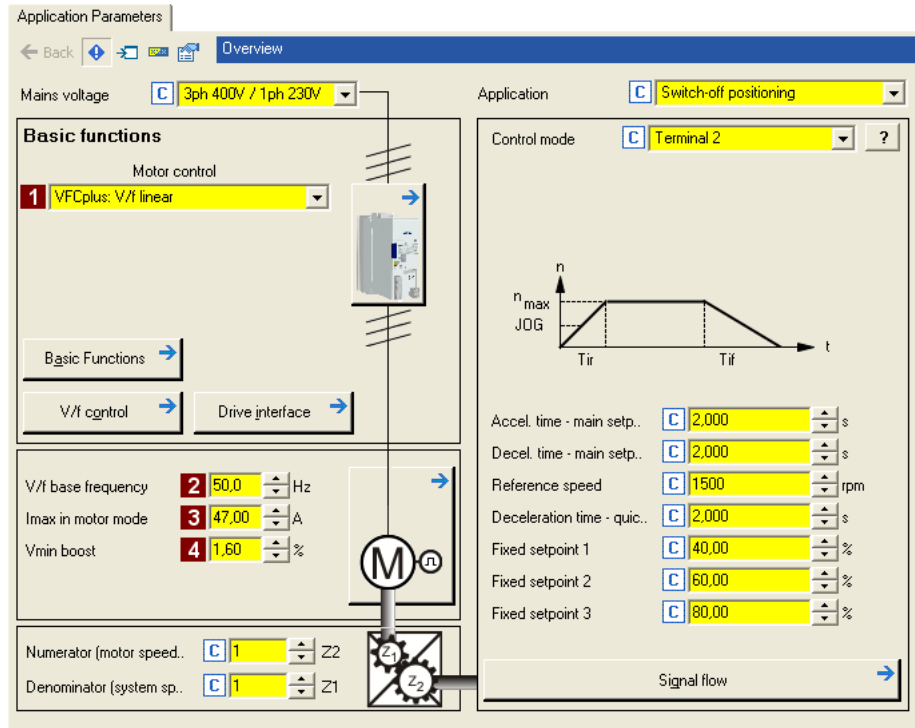 Application Parameters
Back
Overview
Mains voltage C 3ph 400V / 1ph 230V
Application C Switch-off positioning
Basic functions
Motor control
1 VFCplus: V/f linear
Basic Functions
V/f control
Drive interface
V/f base frequency 2 50,0 Hz
Imax in motor mode 3 47,00 A
Vmin boost 4 1,60 %
M
Numerator (motor speed.. C 1 Z2
Denominator (system sp.. C 1 Z1
Z1
Z2
Control mode C Terminal 2 ?
n
n max
JOG
t
Tir
Tif
Accel. time - main setp.. C 2,000 s
Decel. time - main setp.. C 2,000 s
Reference speed C 1500 rpm
Deceleration time - quic.. C 2,000 s
Fixed setpoint 1 C 40,00 %
Fixed setpoint 2 C 60,00 %
Fixed setpoint 3 C 80,00 %
Signal flow